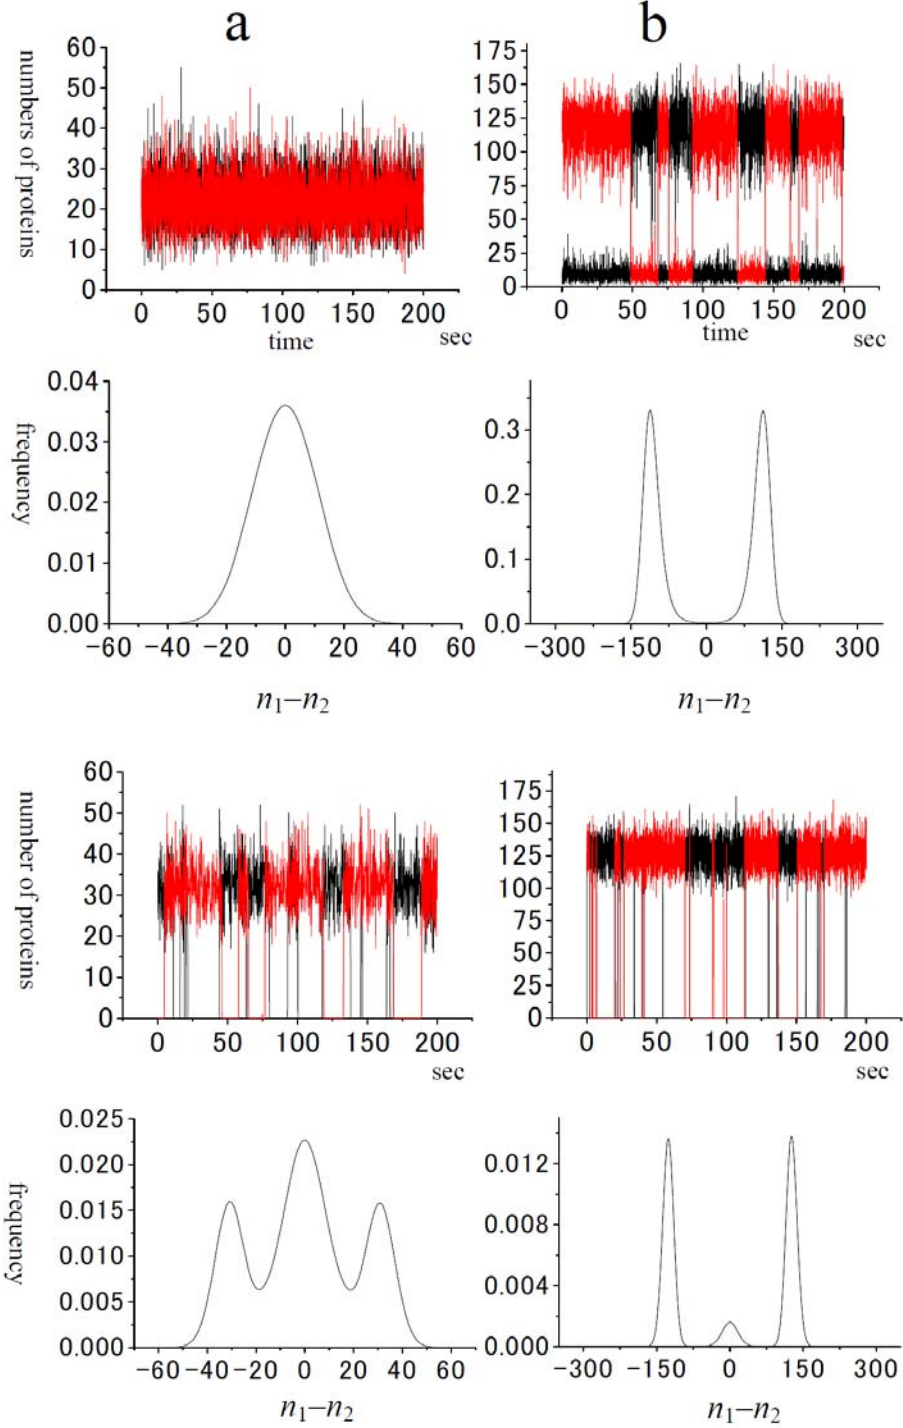 a
b
numbers of proteins
60
50
40
30
20
10
0
0 50 100 150 200
time
sec
175
150
125
100
75
50
25
0
0 50 100 150 200
time
sec
frequency
0.04
0.03
0.02
0.01
0.00
−60 −40 −20 0 20 40 60
n₁−n₂
0.3
0.2
0.1
0.0
−300 −150 0 150 300
n₁−n₂
number of proteins
60
50
40
30
20
10
0
0 50 100 150 200
sec
175
150
125
100
75
50
25
0
0 50 100 150 200
sec
frequency
0.025
0.020
0.015
0.010
0.005
0.000
−60 −40 −20 0 20 40 60
n₁−n₂
0.012
0.008
0.004
0.000
−300 −150 0 150 300
n₁−n₂